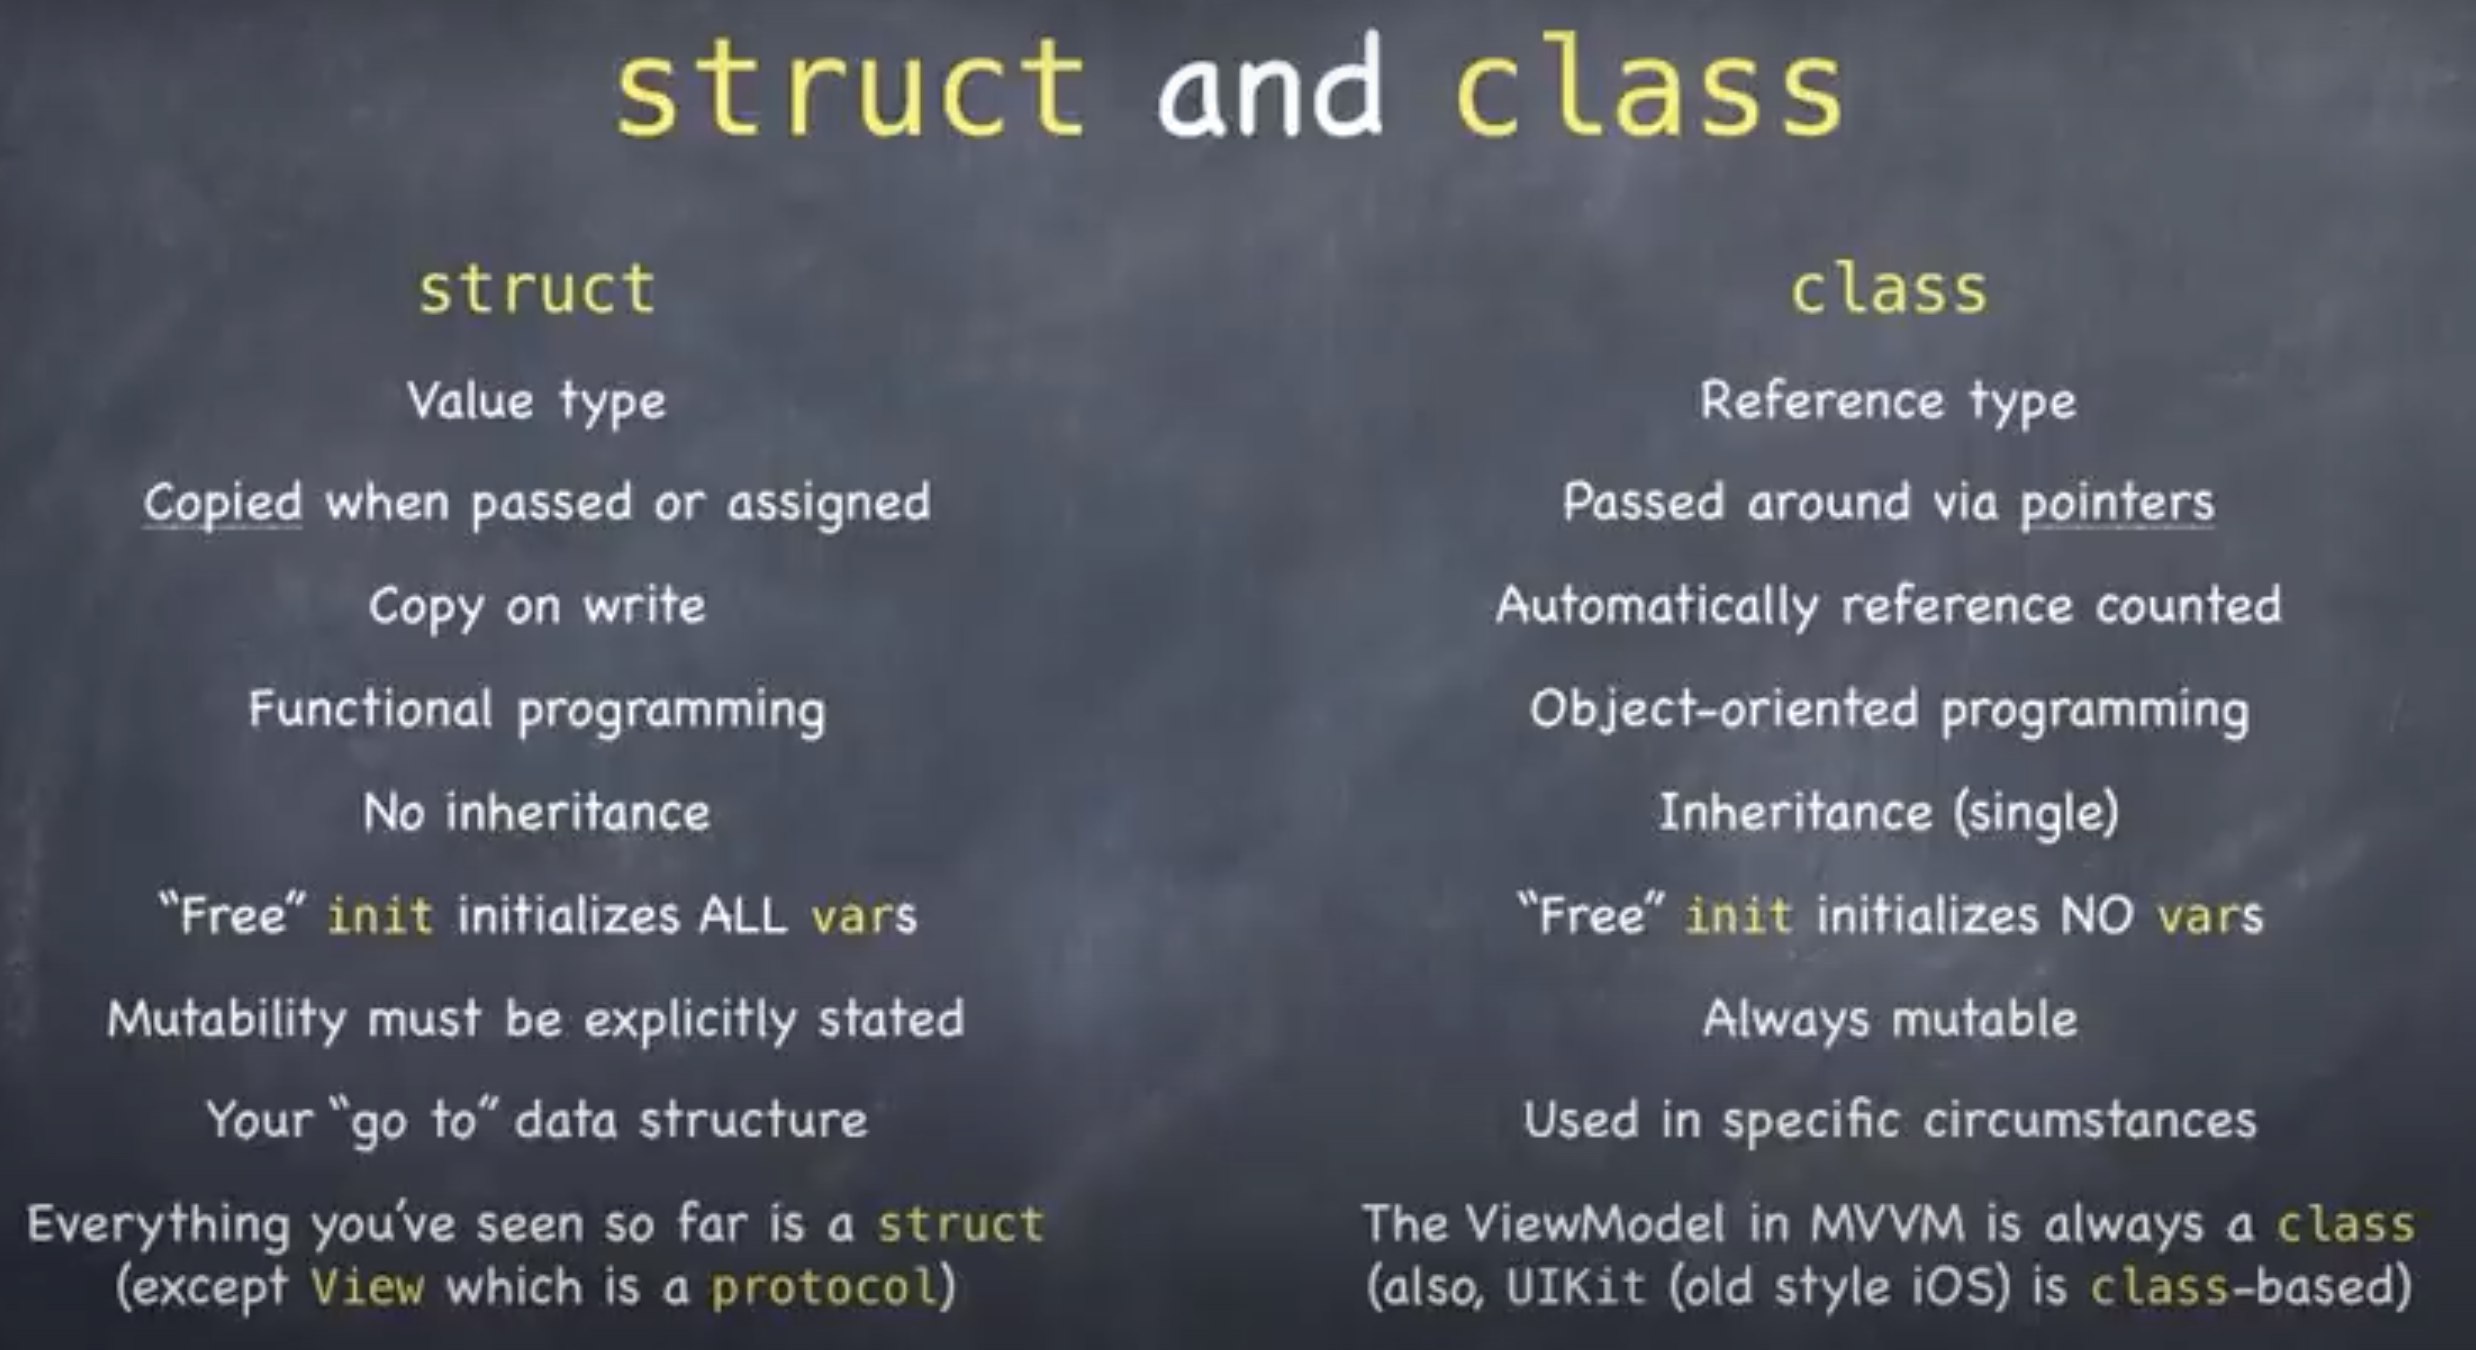 struct and class
struct
Value type
Copied when passed or assigned
Copy on write
Functional programming
No inheritance
“Free” init initializes ALL vars
Mutability must be explicitly stated
Your “go to” data structure
Everything you’ve seen so far is a struct
(except View which is a protocol)
class
Reference type
Passed around via pointers
Automatically reference counted
Object-oriented programming
Inheritance (single)
“Free” init initializes NO vars
Always mutable
Used in specific circumstances
The ViewModel in MVVM is always a class
(also, UIKit (old style iOS) is class-based)